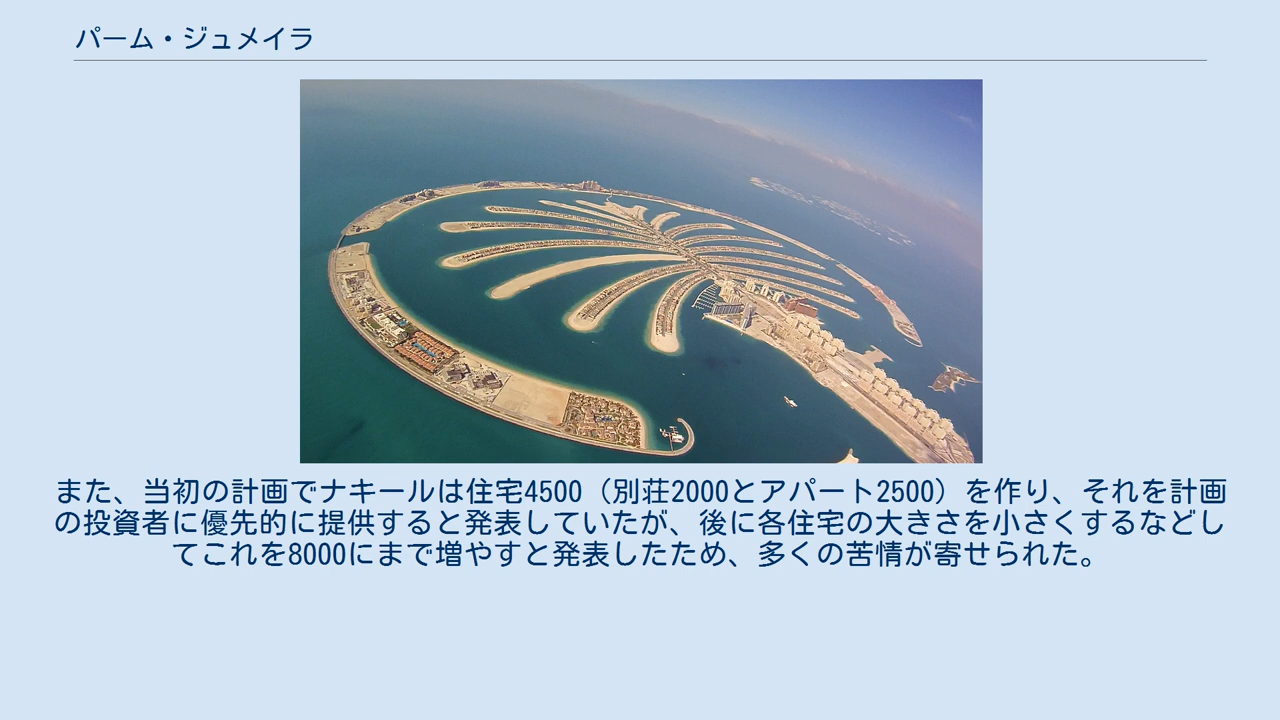 パーム・ジュメイラ
また、当初の計画でナキールは住宅4500（別荘2000とアパート2500）を作り、それを計画
の投資者に優先的に提供すると発表していたが、後に各住宅の大きさを小さくするなどし
てこれを8000にまで増やすと発表したため、多くの苦情が寄せられた。